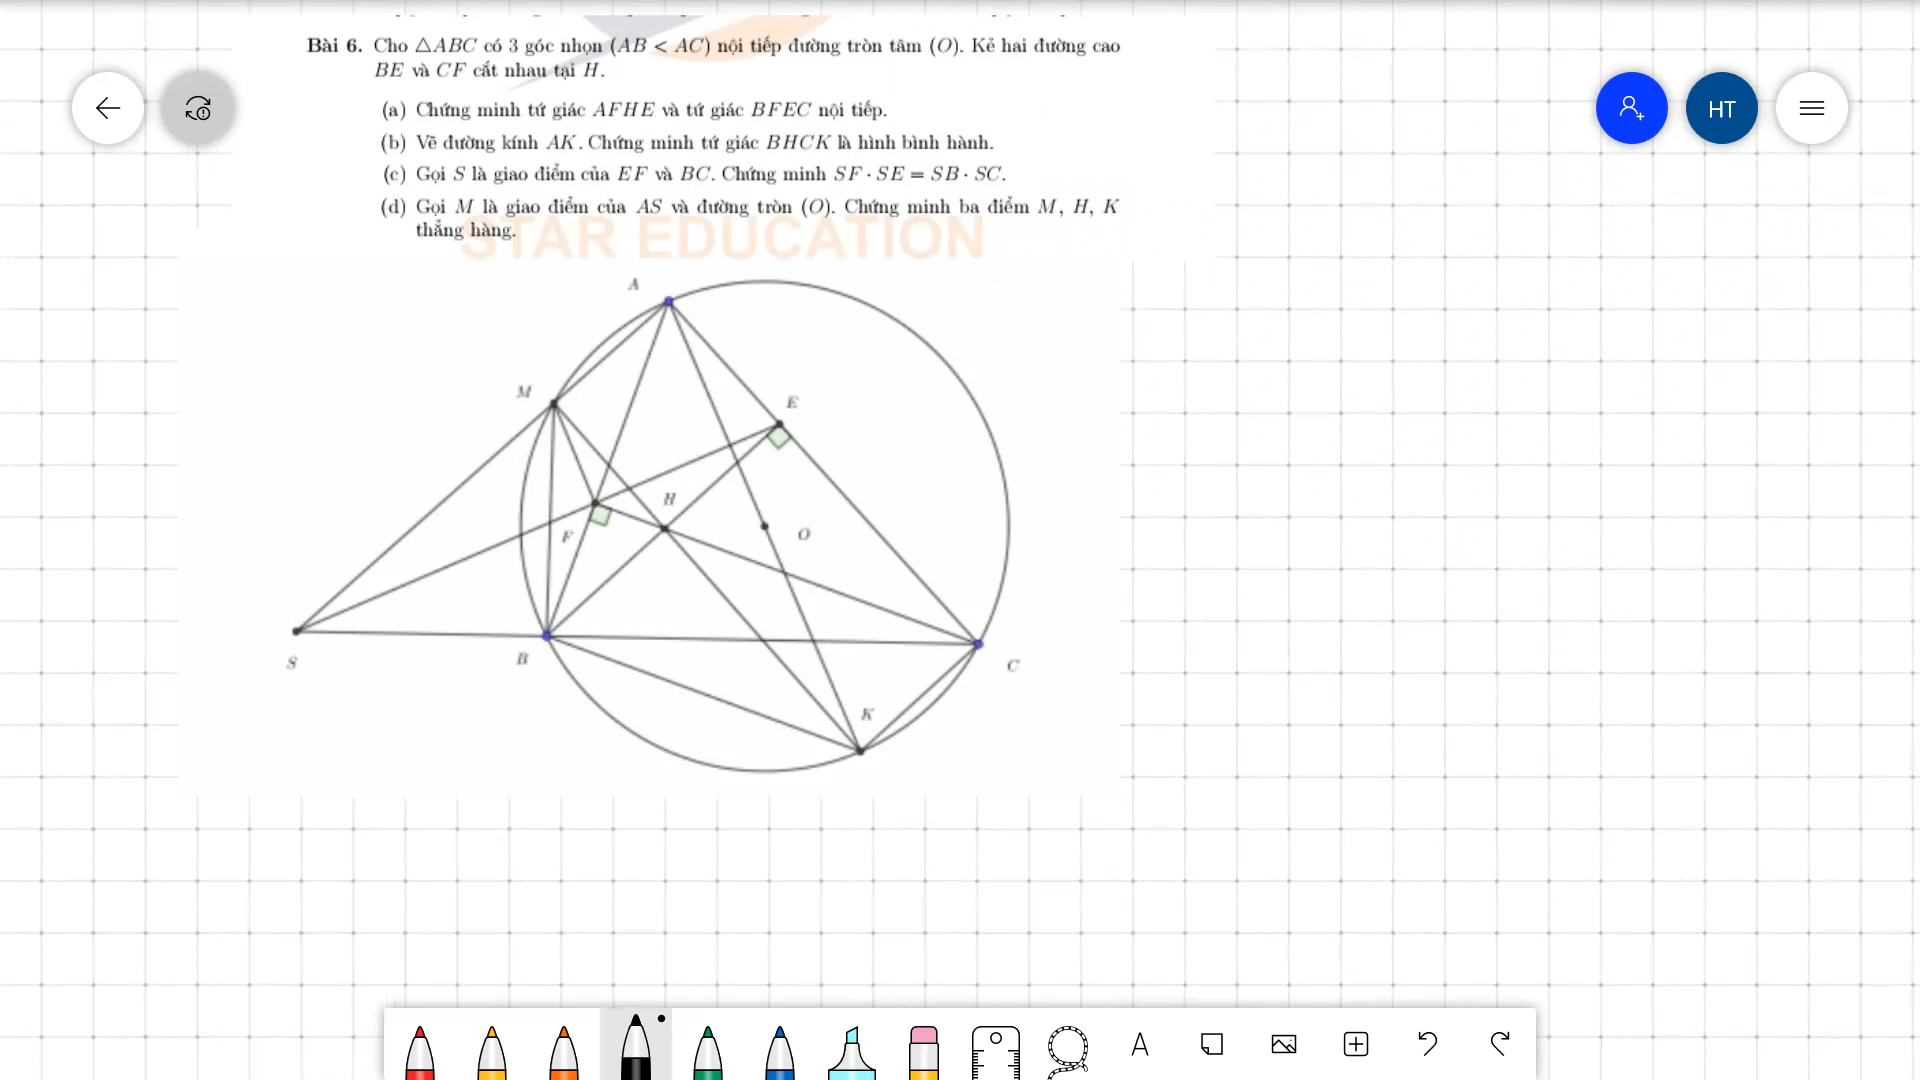 Bài 6. Cho △ABC có 3 góc nhọn (AB < AC) nội tiếp đường tròn tâm (O). Kẻ hai đường cao
BE và CF cắt nhau tại H.
(a) Chứng minh tứ giác AFHE và tứ giác BFEC nội tiếp.
(b) Vẽ đường kính AK. Chứng minh tứ giác BHCK là hình bình hành.
(c) Gọi S là giao điểm của EF và BC. Chứng minh SF · SE = SB · SC.
(d) Gọi M là giao điểm của AS và đường tròn (O). Chứng minh ba điểm M, H, K
thẳng hàng.
STAR EDUCATION
A
M
E
H
F
O
S
B
C
K
HT
A